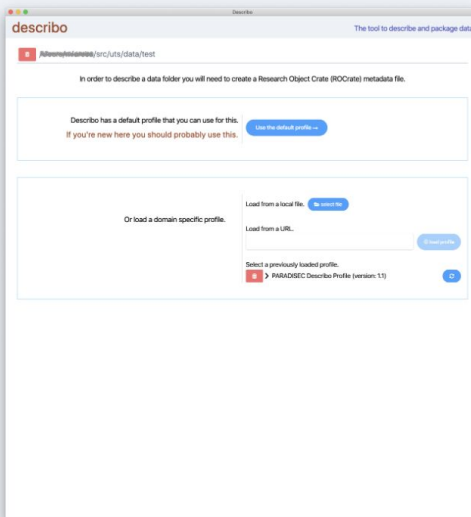 Describo
describo
The tool to describe and package data
/src/uts/data/test
In order to describe a data folder you will need to create a Research Object Crate (ROCrate) metadata file.
Describo has a default profile that you can use for this.
If you're new here you should probably use this.
Use the default profile →
Or load a domain specific profile.
Load from a local file.
select file
Load from a URL.
load profile
Select a previously loaded profile.
PARADISEC Describo Profile (version: 1.1)